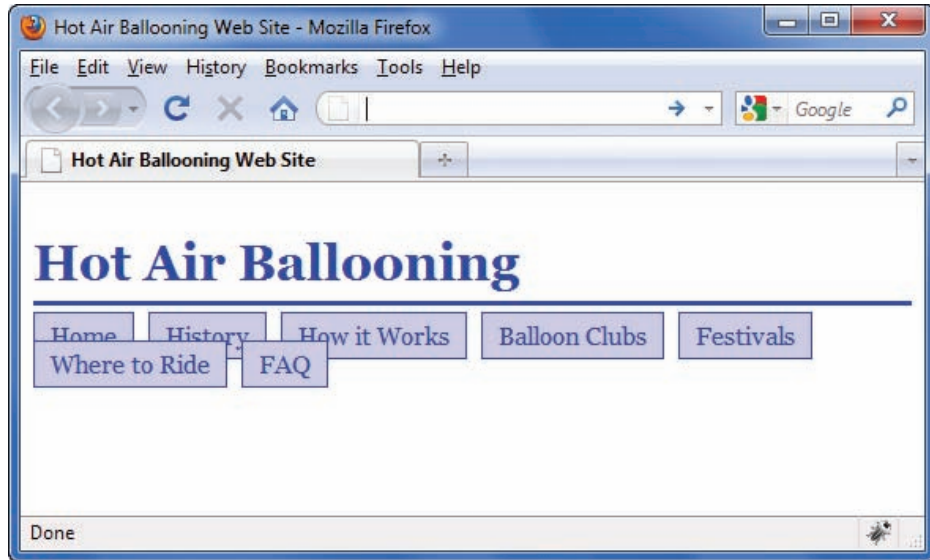 Hot Air Ballooning Web Site - Mozilla Firefox
File Edit View History Bookmarks Tools Help
Google
Hot Air Ballooning Web Site
Hot Air Ballooning
Home History How it Works Balloon Clubs Festivals
Where to Ride FAQ
Done